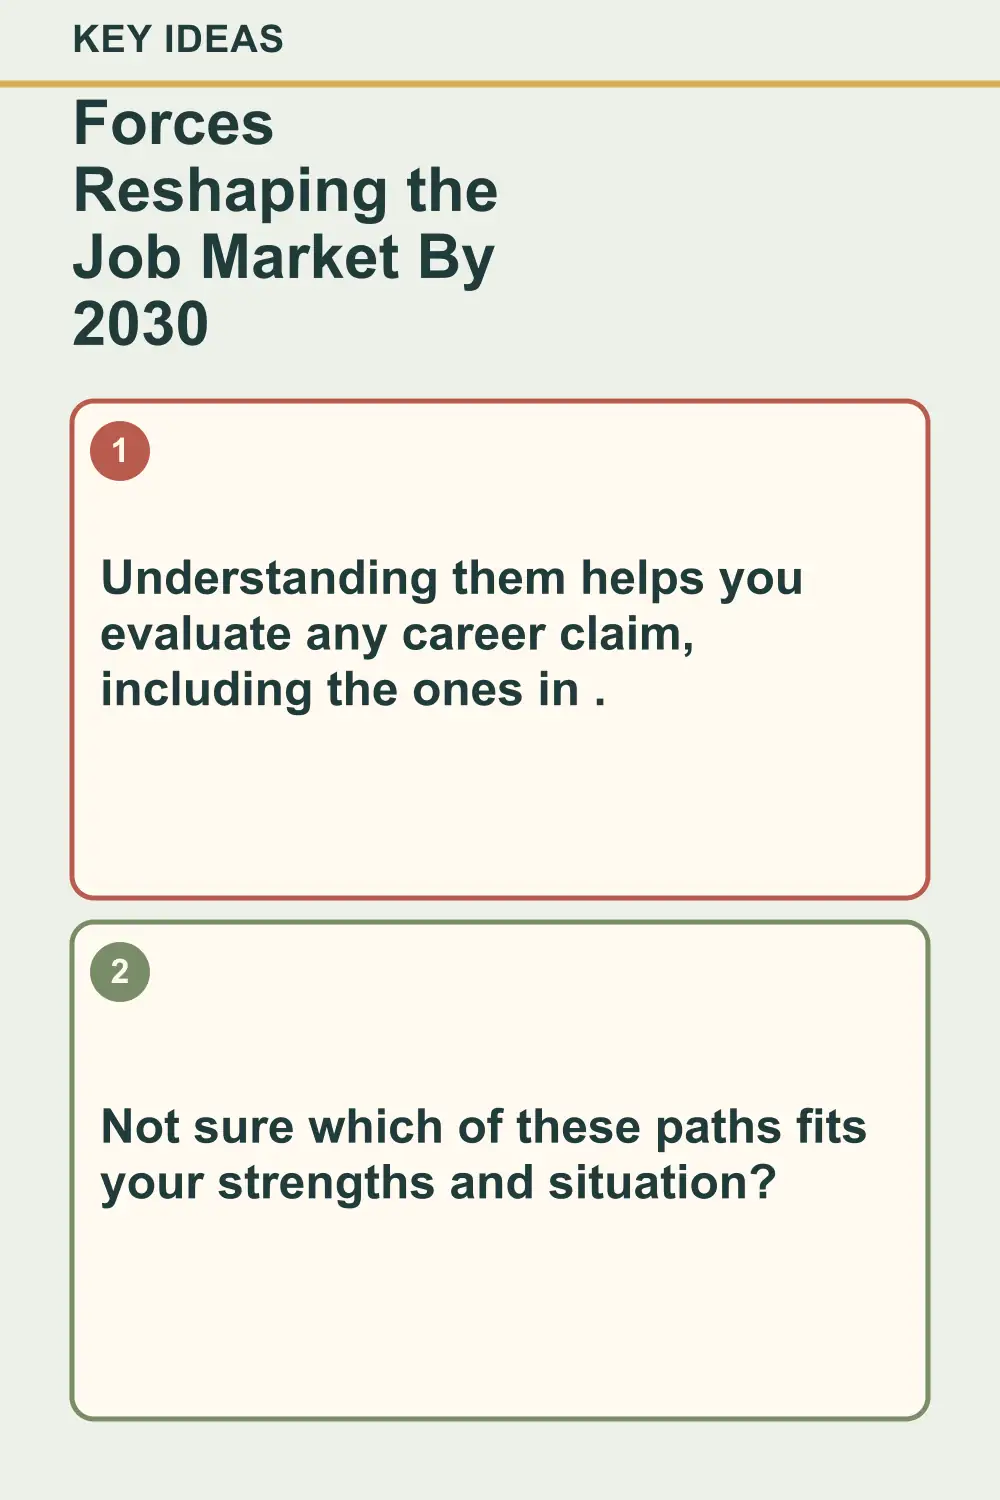 KEY IDEAS
Forces
Reshaping the
Job Market By
2030
1
Understanding them helps you
evaluate any career claim,
including the ones in .
2
Not sure which of these paths fits
your strengths and situation?